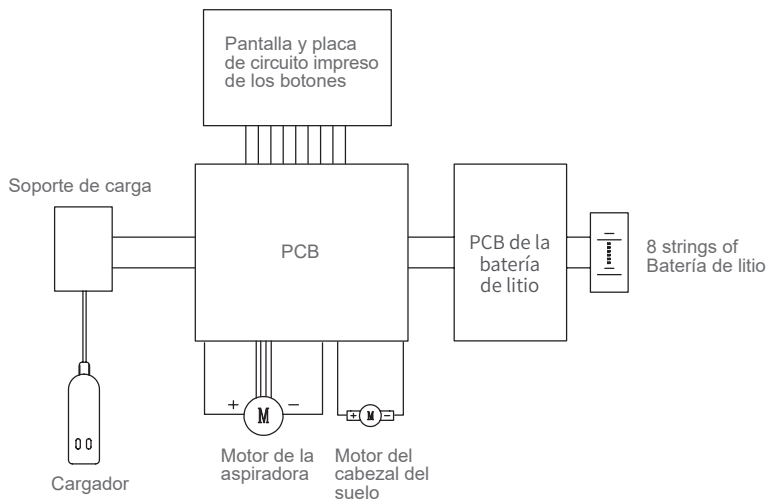 Pantalla y placa
de circuito impreso
de los botones
Soporte de carga
PCB
PCB de la
batería
de litio
8 strings of
Batería de litio
+ M −
+ M −
Motor de la
aspiradora
Motor del
cabezal del
suelo
Cargador